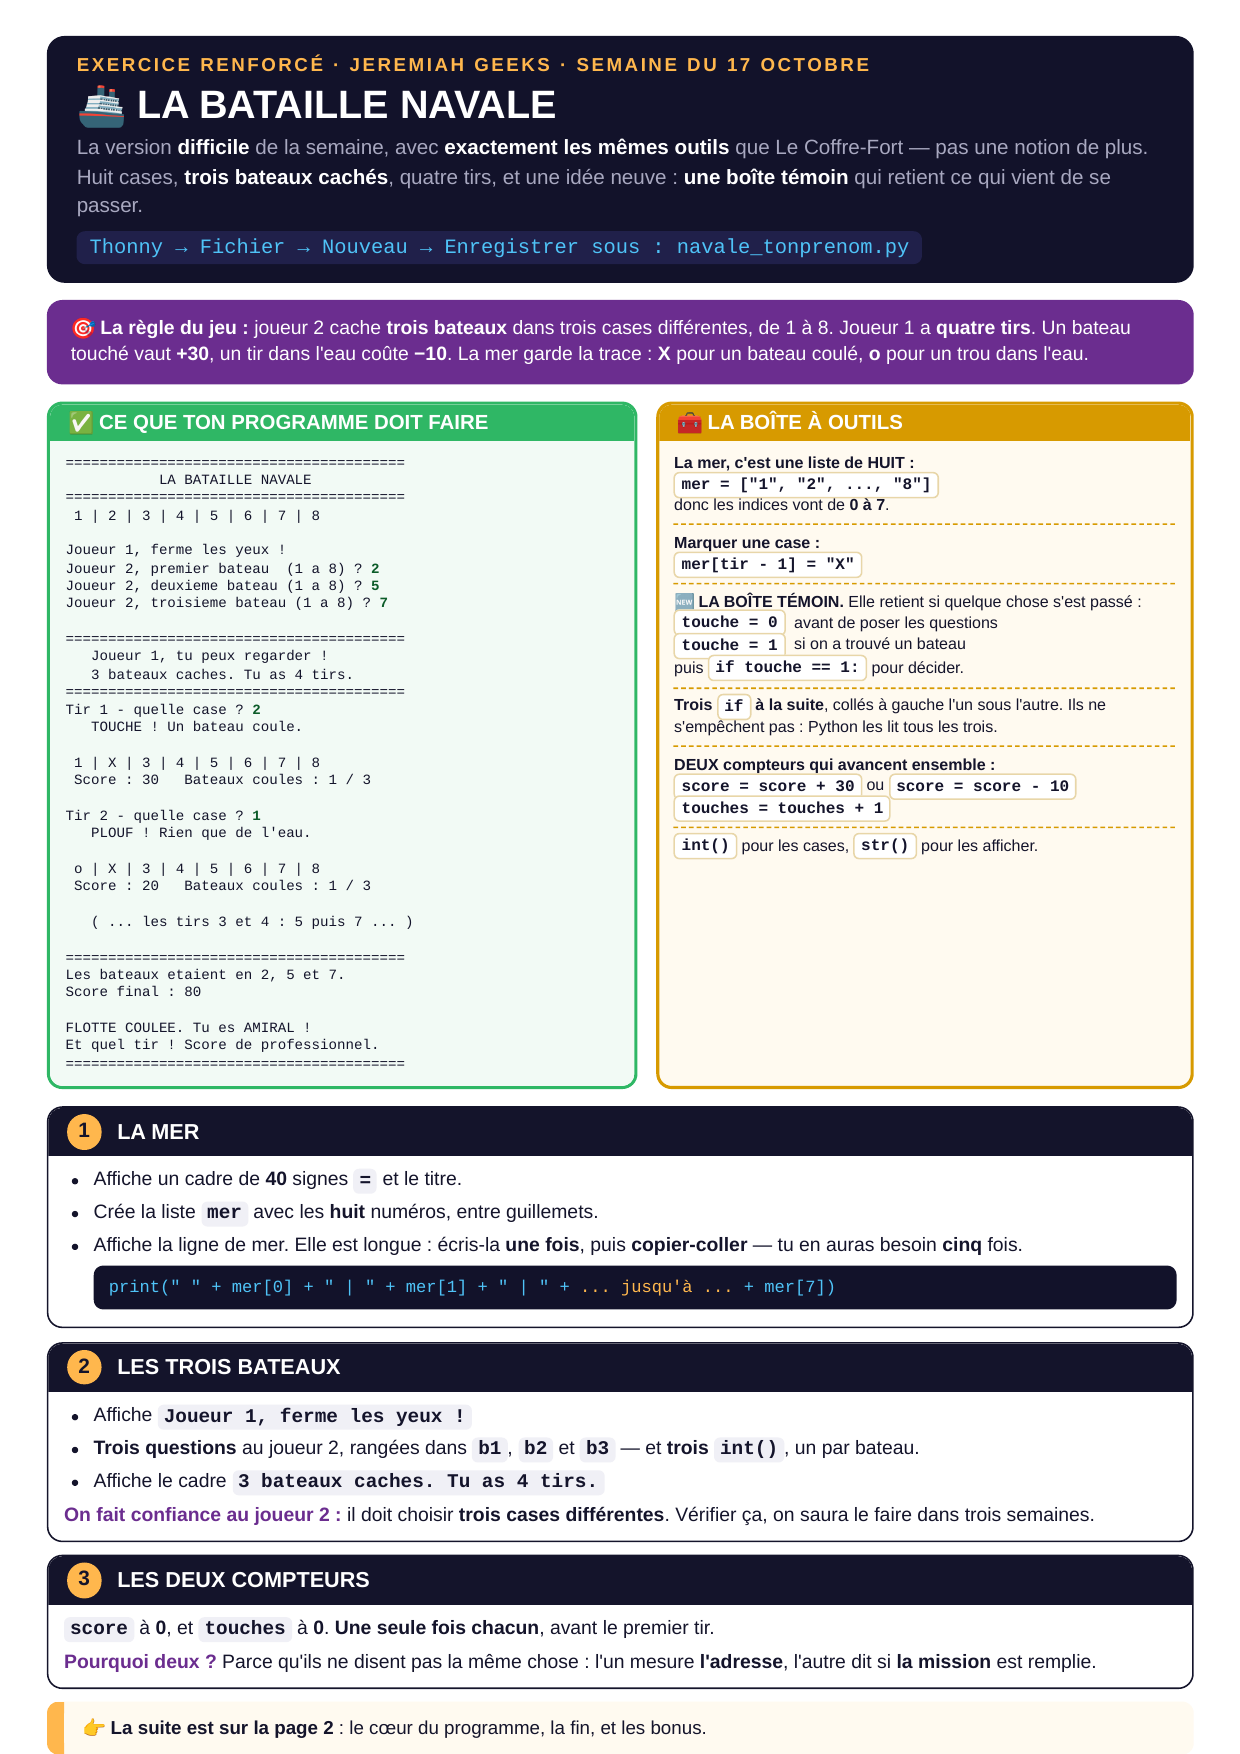 EXERCICE RENFORCÉ · JEREMIAH GEEKS · SEMAINE DU 17 OCTOBRE
🚢 LA BATAILLE NAVALE
La version difficile de la semaine, avec exactement les mêmes outils que Le Coffre-Fort — pas une notion de plus.
Huit cases, trois bateaux cachés, quatre tirs, et une idée neuve : une boîte témoin qui retient ce qui vient de se
passer.
Thonny → Fichier → Nouveau → Enregistrer sous : navale_tonprenom.py
🎯 La règle du jeu : joueur 2 cache trois bateaux dans trois cases différentes, de 1 à 8. Joueur 1 a quatre tirs. Un bateau
touché vaut +30, un tir dans l'eau coûte −10. La mer garde la trace : X pour un bateau coulé, o pour un trou dans l'eau.
✅ CE QUE TON PROGRAMME DOIT FAIRE
========================================
LA BATAILLE NAVALE
========================================
1 | 2 | 3 | 4 | 5 | 6 | 7 | 8
Joueur 1, ferme les yeux !
Joueur 2, premier bateau  (1 a 8) ? 2
Joueur 2, deuxieme bateau (1 a 8) ? 5
Joueur 2, troisieme bateau (1 a 8) ? 7
========================================
Joueur 1, tu peux regarder !
3 bateaux caches. Tu as 4 tirs.
========================================
Tir 1 - quelle case ? 2
TOUCHE ! Un bateau coule.
1 | X | 3 | 4 | 5 | 6 | 7 | 8
Score : 30   Bateaux coules : 1 / 3
Tir 2 - quelle case ? 1
PLOUF ! Rien que de l'eau.
o | X | 3 | 4 | 5 | 6 | 7 | 8
Score : 20   Bateaux coules : 1 / 3
( ... les tirs 3 et 4 : 5 puis 7 ... )
========================================
Les bateaux etaient en 2, 5 et 7.
Score final : 80
FLOTTE COULEE. Tu es AMIRAL !
Et quel tir ! Score de professionnel.
========================================
🧰 LA BOÎTE À OUTILS
La mer, c'est une liste de HUIT :
mer = ["1", "2", ..., "8"]
donc les indices vont de 0 à 7.
Marquer une case :
mer[tir - 1] = "X"
🆕 LA BOÎTE TÉMOIN. Elle retient si quelque chose s'est passé :
touche = 0 avant de poser les questions
touche = 1 si on a trouvé un bateau
puis if touche == 1: pour décider.
Trois if à la suite, collés à gauche l'un sous l'autre. Ils ne
s'empêchent pas : Python les lit tous les trois.
DEUX compteurs qui avancent ensemble :
score = score + 30 ou score = score - 10
touches = touches + 1
int() pour les cases, str() pour les afficher.
1 LA MER
• Affiche un cadre de 40 signes = et le titre.
• Crée la liste mer avec les huit numéros, entre guillemets.
• Affiche la ligne de mer. Elle est longue : écris-la une fois, puis copier-coller — tu en auras besoin cinq fois.
print(" " + mer[0] + " | " + mer[1] + " | " + ... jusqu'à ... + mer[7])
2 LES TROIS BATEAUX
• Affiche Joueur 1, ferme les yeux !
• Trois questions au joueur 2, rangées dans b1, b2 et b3 — et trois int(), un par bateau.
• Affiche le cadre 3 bateaux caches. Tu as 4 tirs.
On fait confiance au joueur 2 : il doit choisir trois cases différentes. Vérifier ça, on saura le faire dans trois semaines.
3 LES DEUX COMPTEURS
score à 0, et touches à 0. Une seule fois chacun, avant le premier tir.
Pourquoi deux ? Parce qu'ils ne disent pas la même chose : l'un mesure l'adresse, l'autre dit si la mission est remplie.
👉 La suite est sur la page 2 : le cœur du programme, la fin, et les bonus.